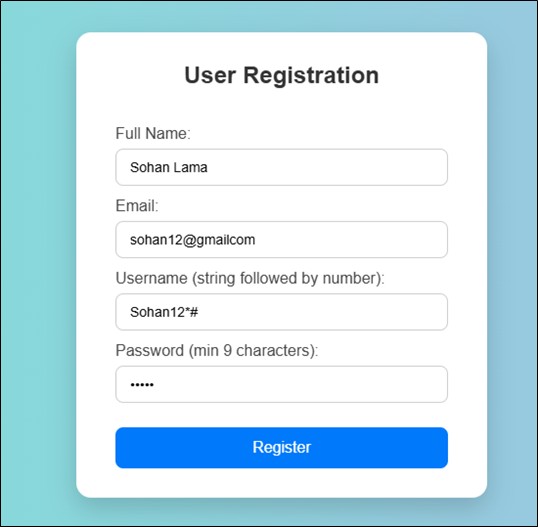 User Registration
Full Name:
Sohan Lama
Email:
sohan12@gmailcom
Username (string followed by number):
Sohan12*#
Password (min 9 characters):
•••••
Register